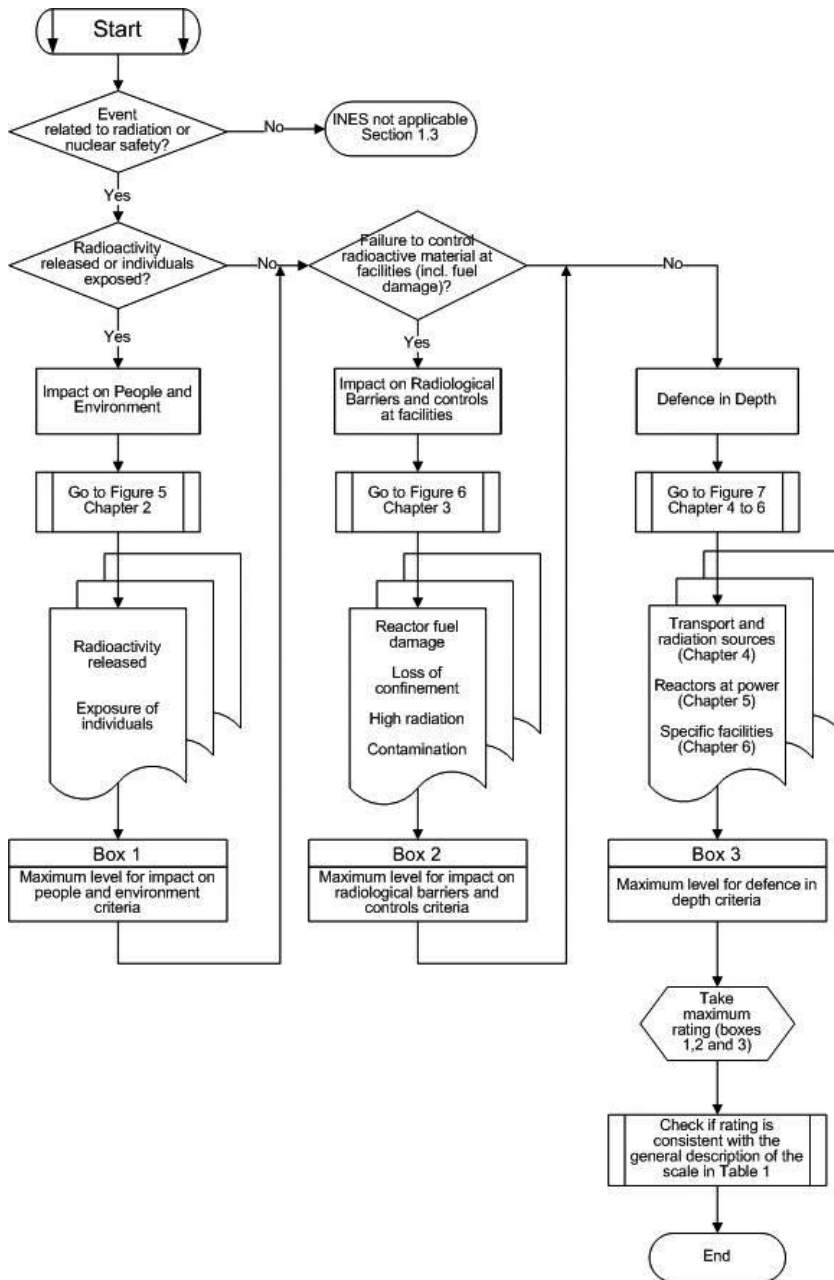 Start
Event
related to radiation or
nuclear safety?
No
INES not applicable
Section 1.3
Yes
Radioactivity
released or individuals
exposed?
No
Failure to control
radioactive material at
facilities (incl. fuel
damage)?
No
Yes
Yes
Impact on People and
Environment
Impact on Radiological
Barriers and controls
at facilities
Defence in Depth
Go to Figure 5
Chapter 2
Go to Figure 6
Chapter 3
Go to Figure 7
Chapter 4 to 6
Radioactivity
released
Exposure of
individuals
Reactor fuel
damage
Loss of
confinement
High radiation
Contamination
Transport and
radiation sources
(Chapter 4)
Reactors at power
(Chapter 5)
Specific facilities
(Chapter 6)
Box 1
Maximum level for impact on
people and environment
criteria
Box 2
Maximum level for impact on
radiological barriers and
controls criteria
Box 3
Maximum level for defence in
depth criteria
Take
maximum
rating (boxes
1,2 and 3)
Check if rating is
consistent with the
general description of the
scale in Table 1
End